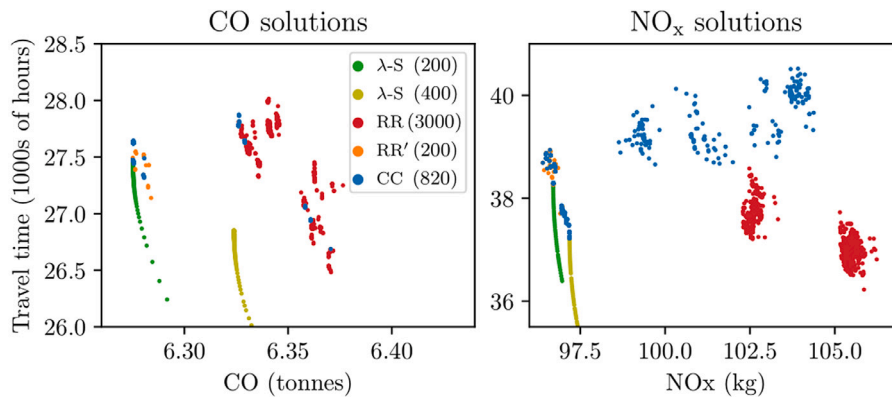 CO solutions
NOx solutions
Travel time (1000s of hours)
28.5
28.0
27.5
27.0
26.5
26.0
λ-S (200)
λ-S (400)
RR (3000)
RR′ (200)
CC (820)
6.30
6.35
6.40
CO (tonnes)
40
38
36
97.5
100.0
102.5
105.0
NOx (kg)